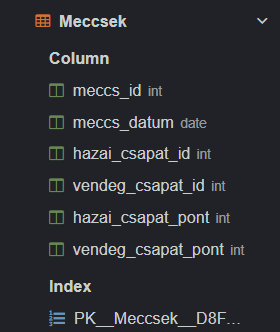 Meccsek
Column
meccs_id int
meccs_datum date
hazai_csapat_id int
vendeg_csapat_id int
hazai_csapat_pont int
vendeg_csapat_pont int
Index
PK__Meccsek__D8F...